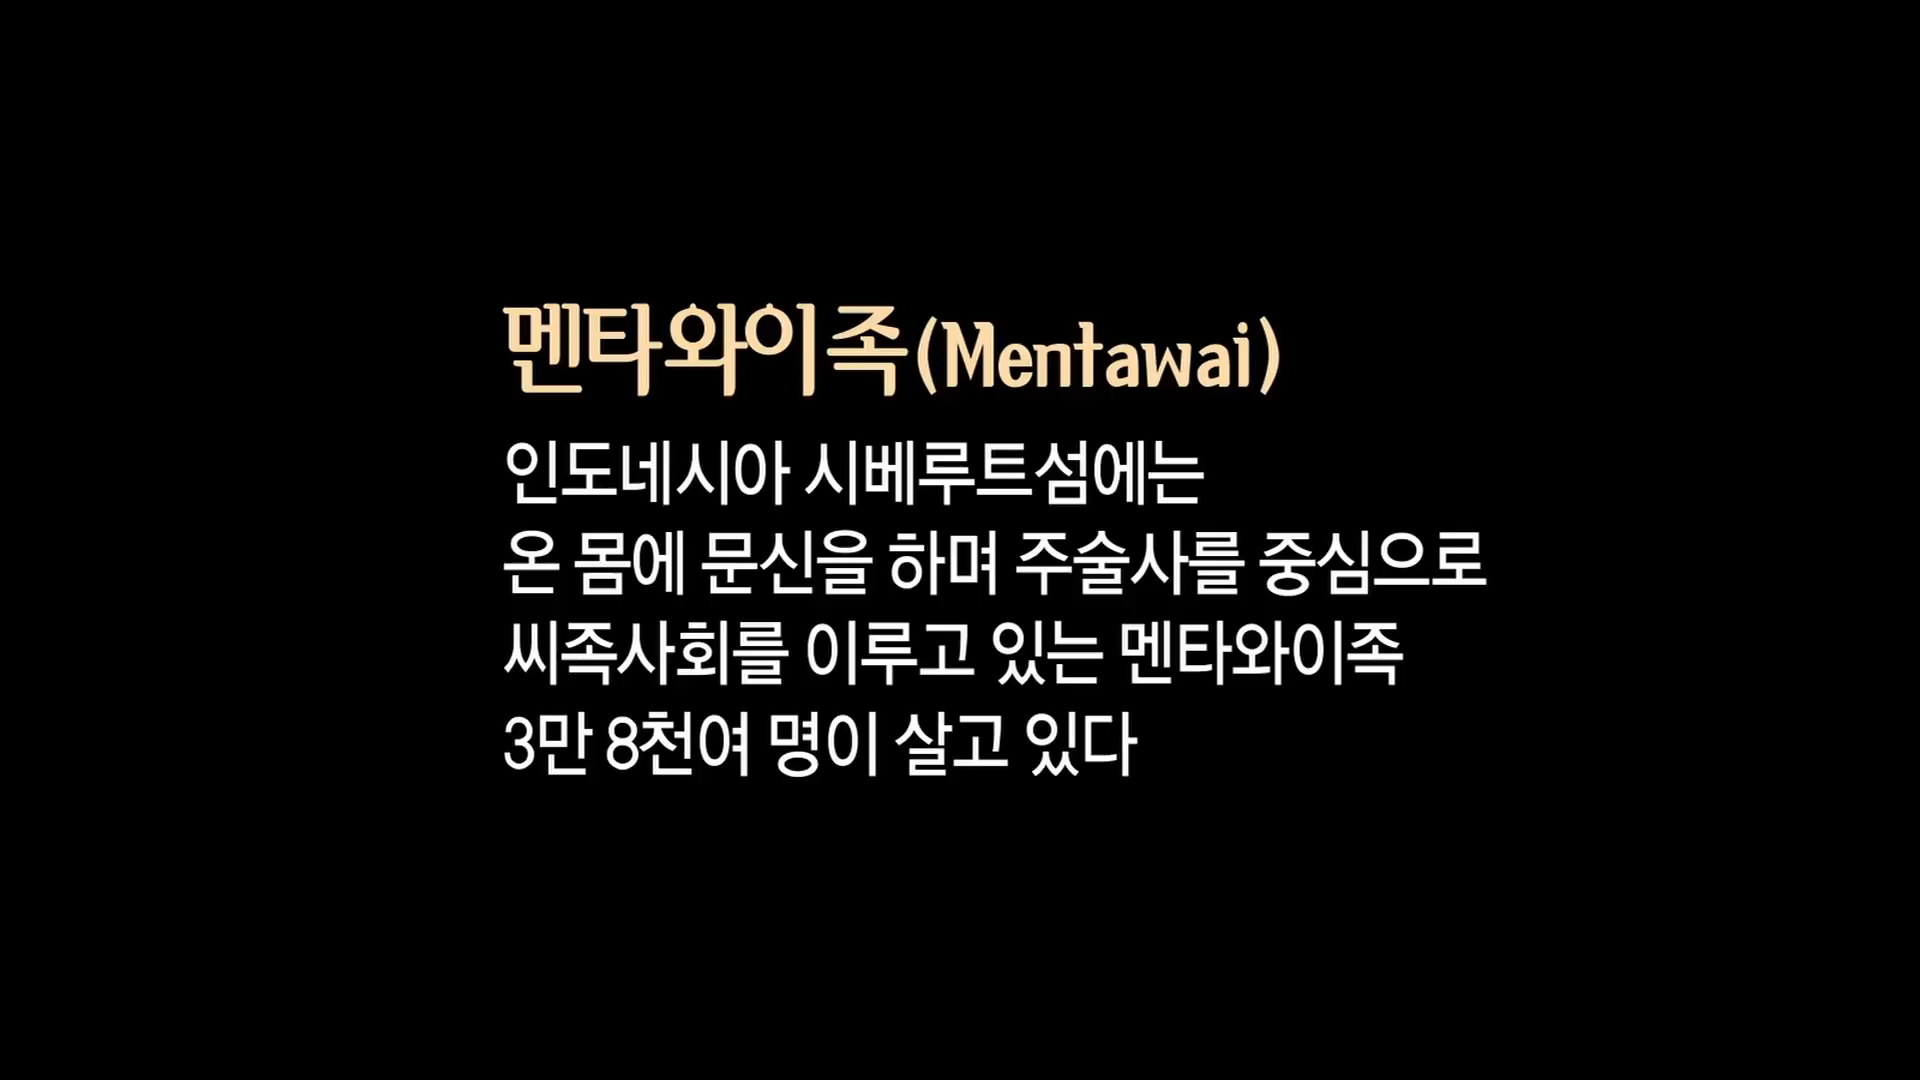 멘타와이족(Mentawai)
인도네시아 시베루트섬에는
온 몸에 문신을 하며 주술사를 중심으로
씨족사회를 이루고 있는 멘타와이족
3만 8천여 명이 살고 있다